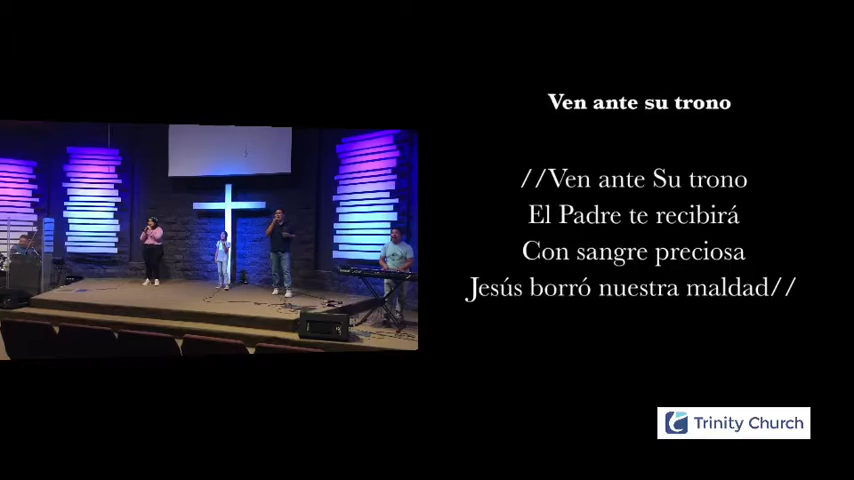 Ven ante su trono
//Ven ante Su trono
El Padre te recibirá
Con sangre preciosa
Jesús borró nuestra maldad//
Trinity Church